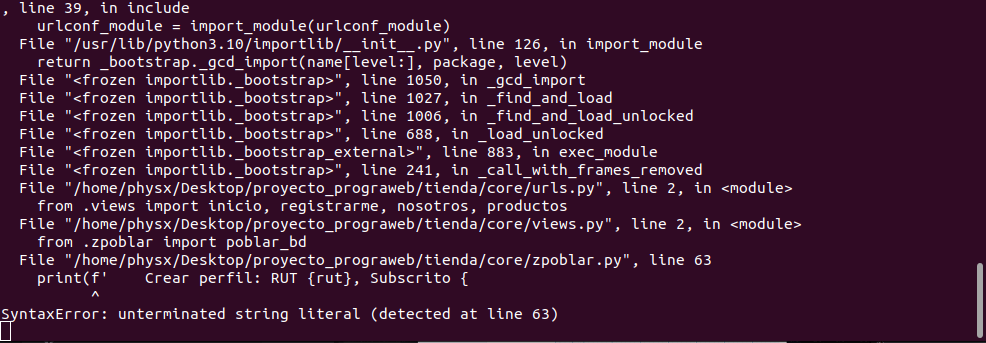 , line 39, in include
    urlconf_module = import_module(urlconf_module)
  File "/usr/lib/python3.10/importlib/__init__.py", line 126, in import_module
    return _bootstrap._gcd_import(name[level:], package, level)
  File "<frozen importlib._bootstrap>", line 1050, in _gcd_import
  File "<frozen importlib._bootstrap>", line 1027, in _find_and_load
  File "<frozen importlib._bootstrap>", line 1006, in _find_and_load_unlocked
  File "<frozen importlib._bootstrap>", line 688, in _load_unlocked
  File "<frozen importlib._bootstrap_external>", line 883, in exec_module
  File "<frozen importlib._bootstrap>", line 241, in _call_with_frames_removed
  File "/home/physx/Desktop/proyecto_prograweb/tienda/core/urls.py", line 2, in <module>
    from .views import inicio, registrarme, nosotros, productos
  File "/home/physx/Desktop/proyecto_prograweb/tienda/core/views.py", line 2, in <module>
    from .zpoblar import poblar_bd
  File "/home/physx/Desktop/proyecto_prograweb/tienda/core/zpoblar.py", line 63
    print(f'    Crear perfil: RUT {rut}, Subscrito {
          ^
SyntaxError: unterminated string literal (detected at line 63)